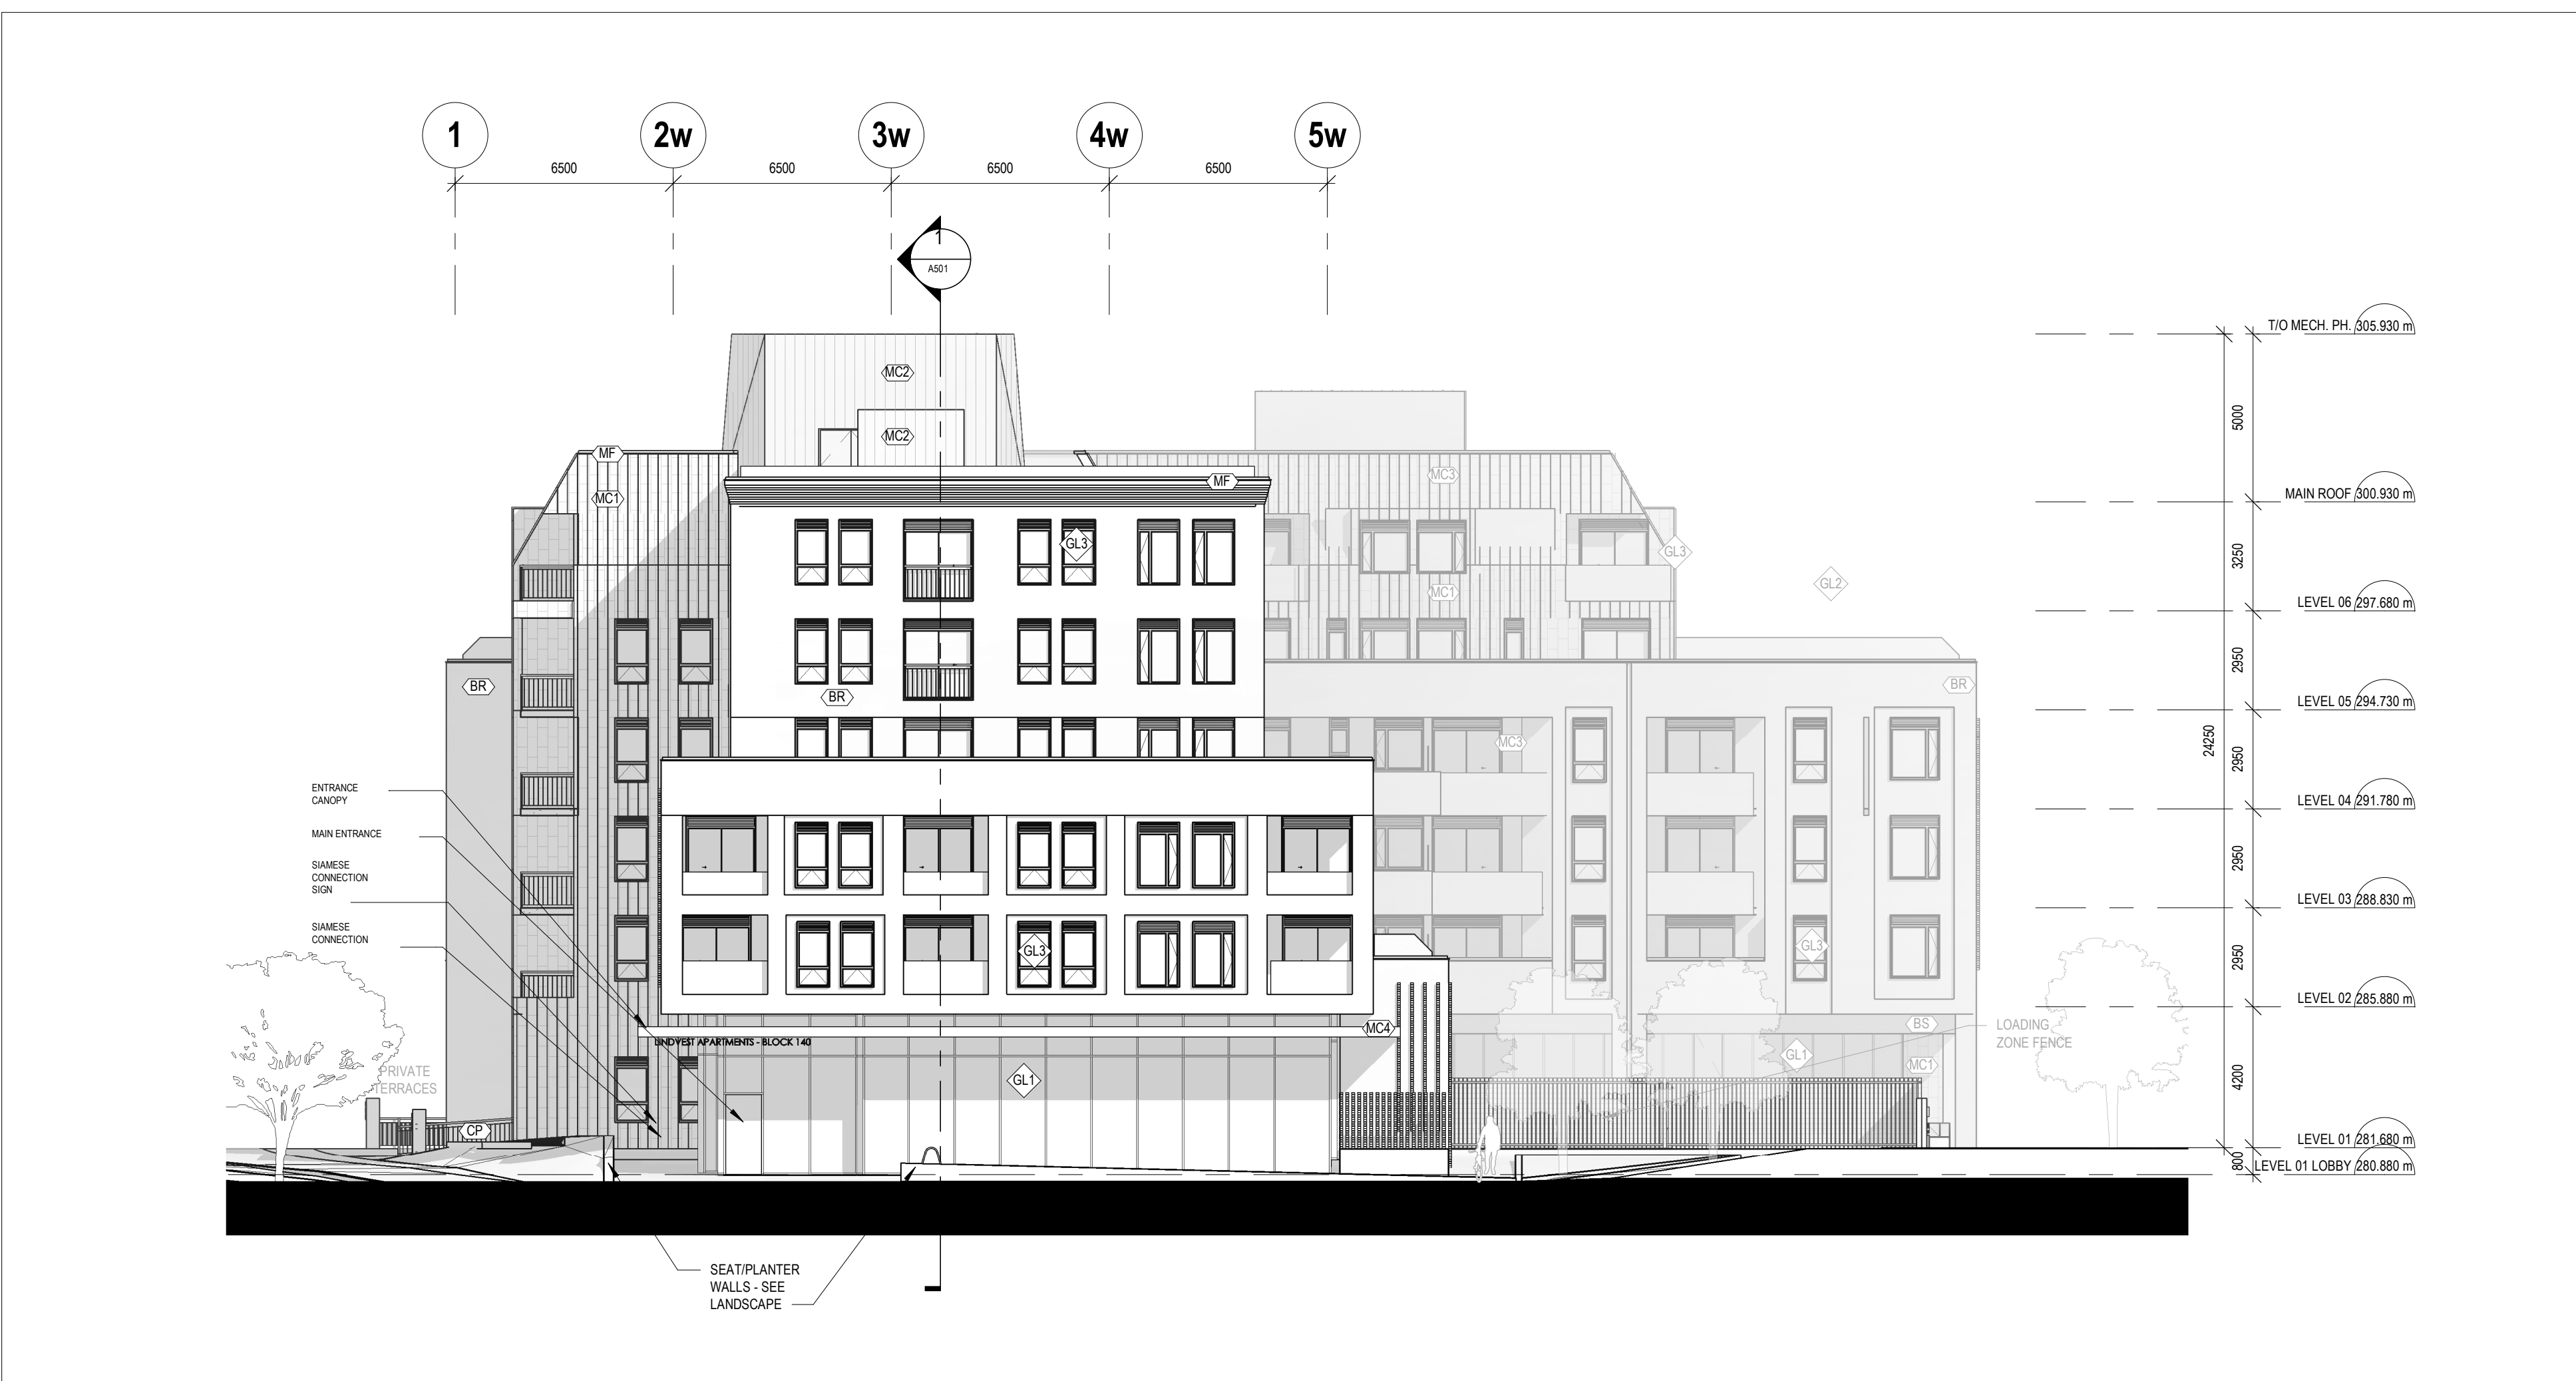 1
2w
3w
4w
5w
6500
6500
6500
6500
1
A501
T/O MECH. PH. 305.930 m
MC2
MC2
5000
MF
MC3
MF
MC1
MAIN ROOF 300.930 m
GL3
GL3
3250
GL2
MC1
LEVEL 06 297.680 m
2950
BR
BR
BR
LEVEL 05 294.730 m
MC3
24250
2950
ENTRANCE
CANOPY
LEVEL 04 291.780 m
MAIN ENTRANCE
2950
SIAMESE
CONNECTION
SIGN
LEVEL 03 288.830 m
SIAMESE
CONNECTION
GL3
GL3
2950
LEVEL 02 285.880 m
MC4
BS
LOADING
ZONE FENCE
LINDVEST APARTMENTS - BLOCK 140
GL1
MC1
PRIVATE
TERRACES
GL1
4200
CP
LEVEL 01 281.680 m
800
LEVEL 01 LOBBY 280.880 m
SEAT/PLANTER
WALLS - SEE
LANDSCAPE